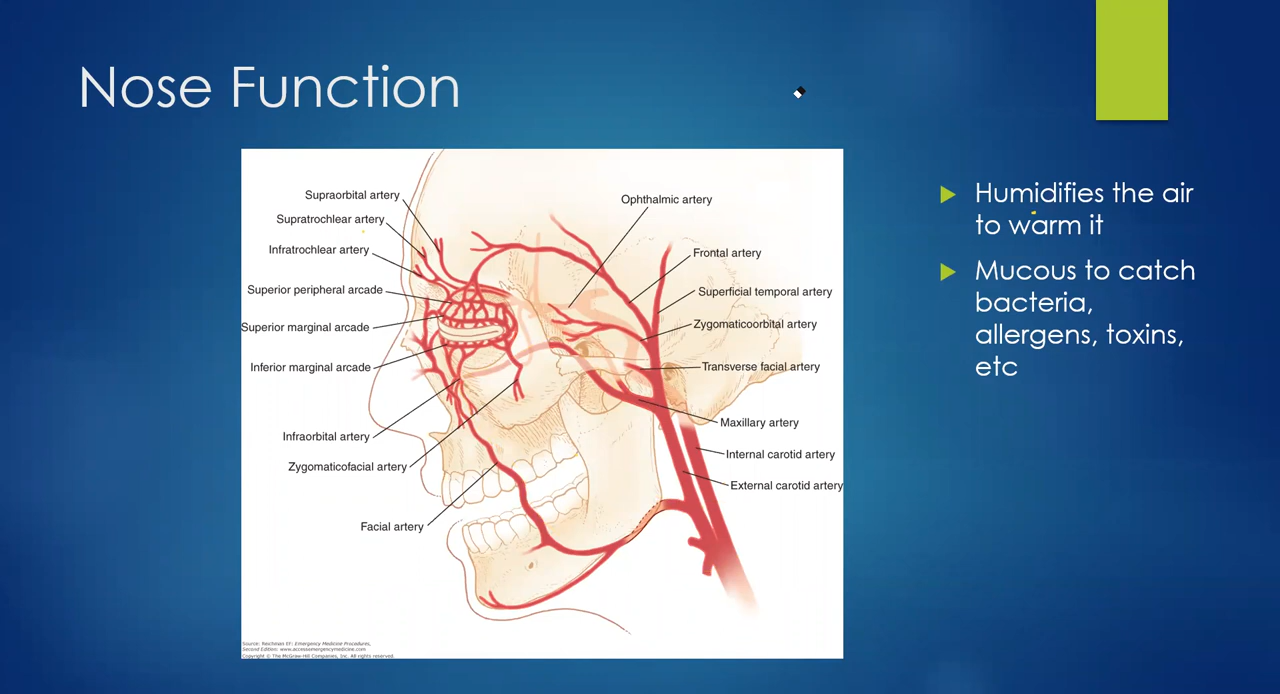 Nose Function
Supraorbital artery
Supratrochlear artery
Infratrochlear artery
Superior peripheral arcade
Superior marginal arcade
Inferior marginal arcade
Infraorbital artery
Zygomaticofacial artery
Facial artery
Ophthalmic artery
Frontal artery
Superficial temporal artery
Zygomaticoorbital artery
Transverse facial artery
Maxillary artery
Internal carotid artery
External carotid artery
Source: Reichman EF: Emergency Medicine Procedures,
Second Edition: www.accessemergencymedicine.com
Copyright © The McGraw-Hill Companies, Inc. All rights reserved.
Humidifies the air
to warm it
Mucous to catch
bacteria,
allergens, toxins,
etc